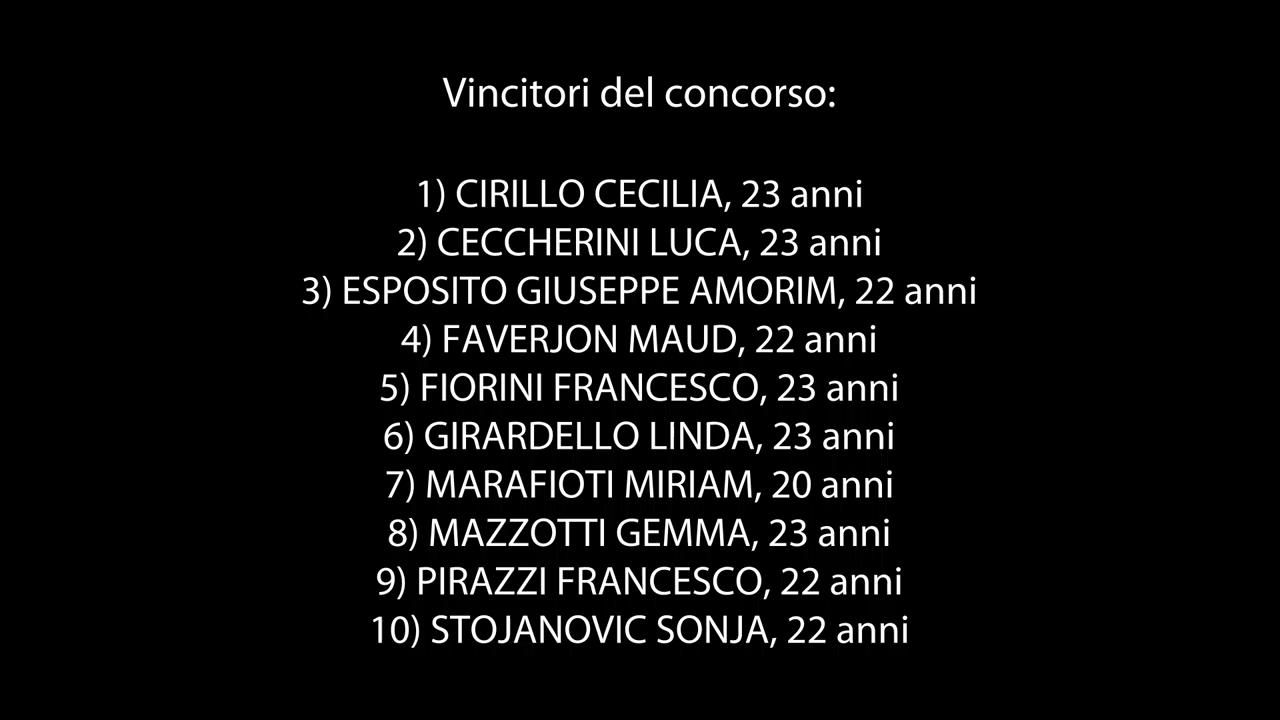 Vincitori del concorso:
1) CIRILLO CECILIA, 23 anni
2) CECCHERINI LUCA, 23 anni
3) ESPOSITO GIUSEPPE AMORIM, 22 anni
4) FAVERJON MAUD, 22 anni
5) FIORINI FRANCESCO, 23 anni
6) GIRARDELLO LINDA, 23 anni
7) MARAFIOTI MIRIAM, 20 anni
8) MAZZOTTI GEMMA, 23 anni
9) PIRAZZI FRANCESCO, 22 anni
10) STOJANOVIC SONJA, 22 anni